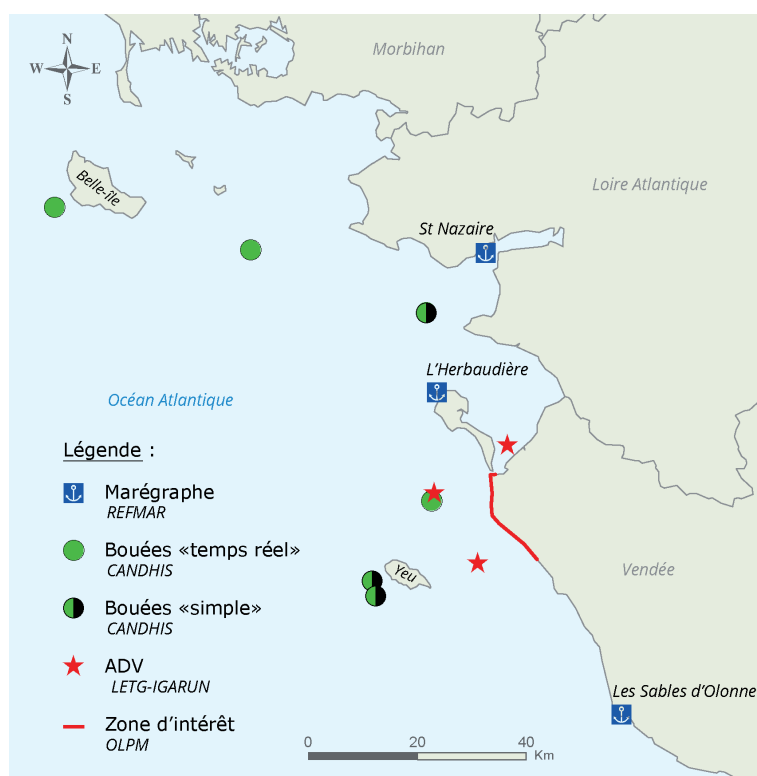 Morbihan
N
W E
S
Belle-île
Loire Atlantique
St Nazaire
L'Herbaudière
Océan Atlantique
Légende :
Marégraphe
REFMAR
Bouées «temps réel»
CANDHIS
Yeu
Vendée
Bouées «simple»
CANDHIS
ADV
LETG-IGARUN
Les Sables d'Olonne
Zone d'intérêt
OLPM
0 20 40
Km